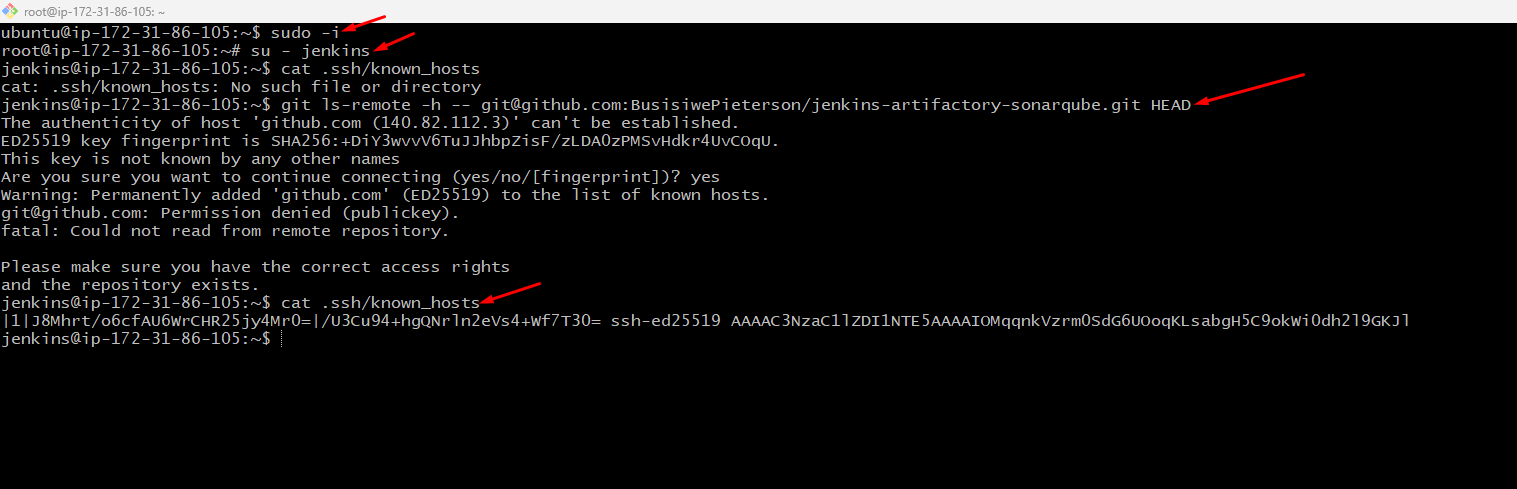 root@ip-172-31-86-105: ~
ubuntu@ip-172-31-86-105:~$ sudo -i
root@ip-172-31-86-105:~# su - jenkins
jenkins@ip-172-31-86-105:~$ cat .ssh/known_hosts
cat: .ssh/known_hosts: No such file or directory
jenkins@ip-172-31-86-105:~$ git ls-remote -h -- git@github.com:BusisiwePieterson/jenkins-artifactory-sonarqube.git HEAD
The authenticity of host 'github.com (140.82.112.3)' can't be established.
ED25519 key fingerprint is SHA256:+DiY3wvvV6TuJJhbpZisF/zLDA0zPMSvHdkr4UvCOqU.
This key is not known by any other names
Are you sure you want to continue connecting (yes/no/[fingerprint])? yes
Warning: Permanently added 'github.com' (ED25519) to the list of known hosts.
git@github.com: Permission denied (publickey).
fatal: Could not read from remote repository.
Please make sure you have the correct access rights
and the repository exists.
jenkins@ip-172-31-86-105:~$ cat .ssh/known_hosts
|1|J8Mhrt/o6cfAU6WrCHR25jy4Mr0=|/U3Cu94+hgQNrln2eVs4+Wf7T30= ssh-ed25519 AAAAC3NzaC1lZDI1NTE5AAAAIOMqqnkVzrm0SdG6UOoqKLsabgH5C9okWi0dh2l9GKJl
jenkins@ip-172-31-86-105:~$